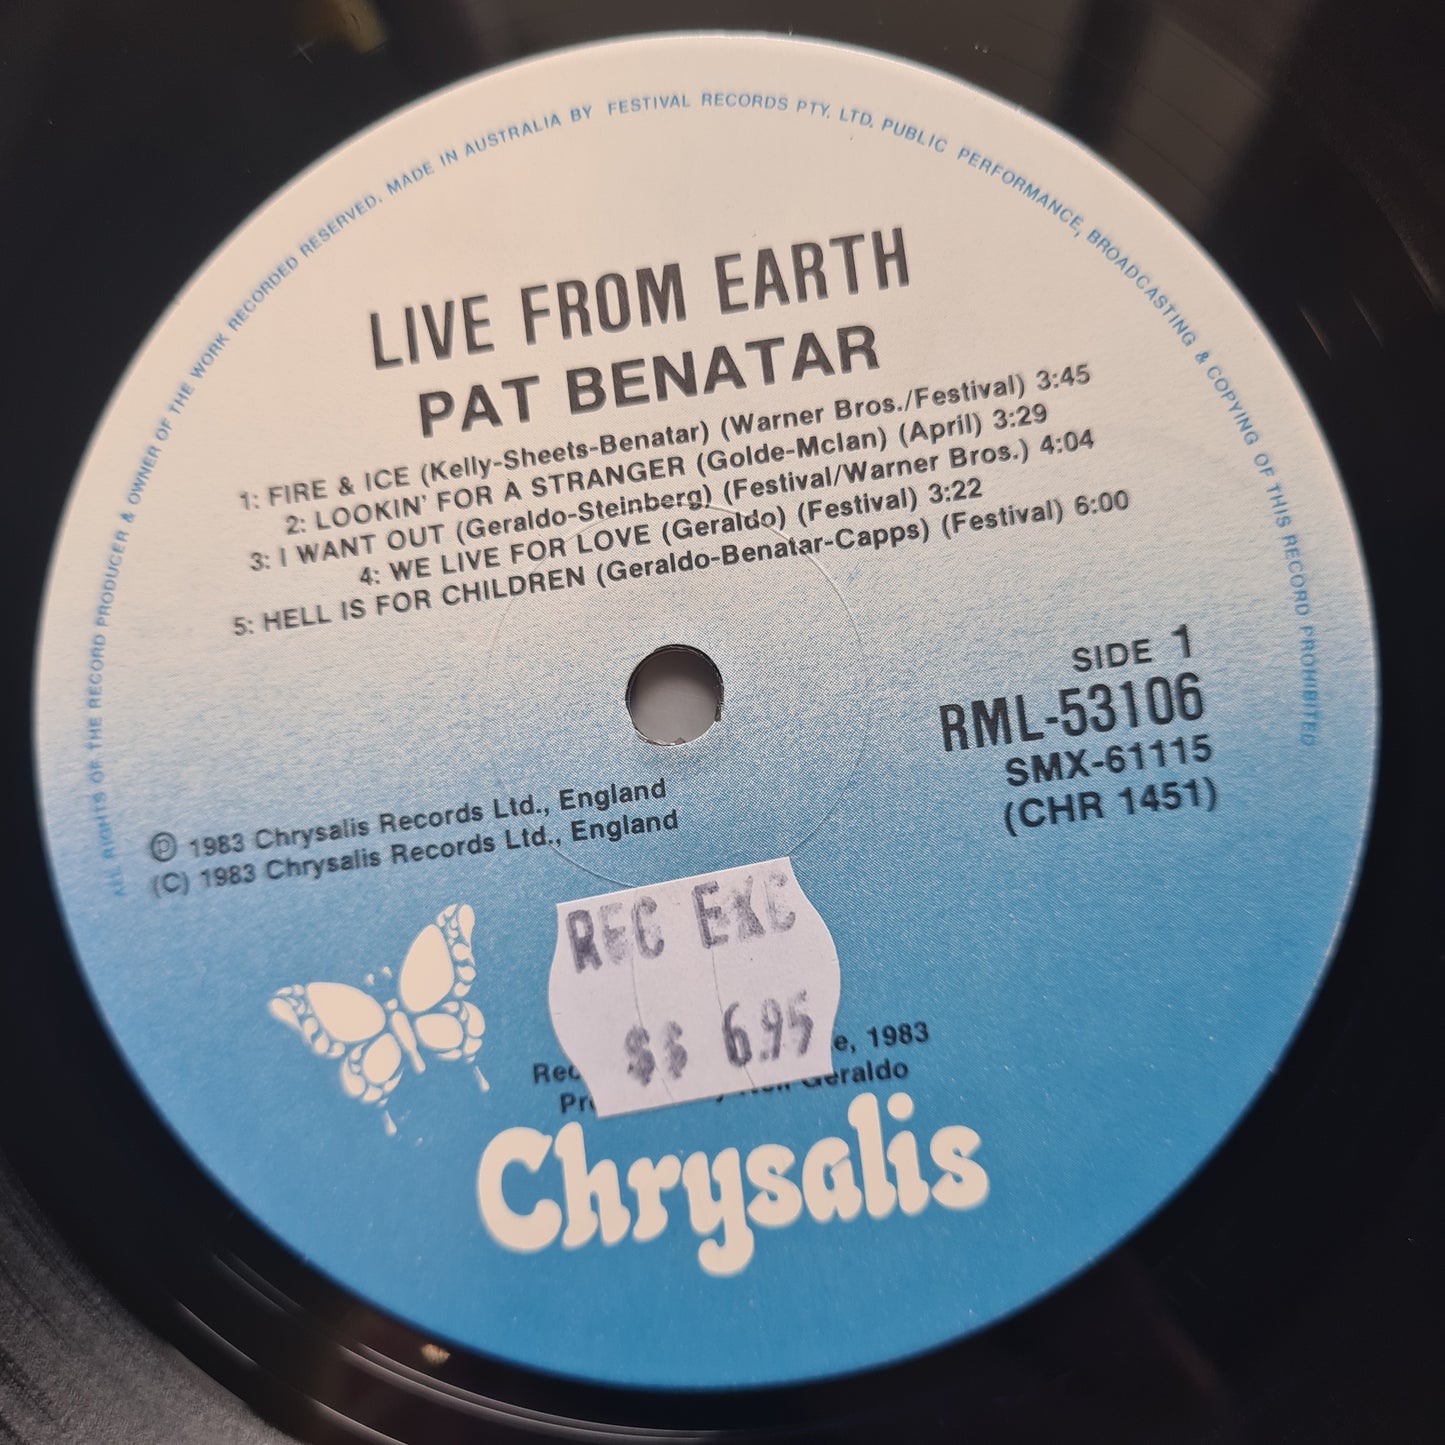 ALL RIGHTS OF THE RECORD PRODUCER & OWNER OF THE WORK RECORDED RESERVED. MADE IN AUSTRALIA BY FESTIVAL RECORDS PTY. LTD. PUBLIC PERFORMANCE, BROADCASTING & COPYING OF THIS RECORD PROHIBITED
LIVE FROM EARTH
PAT BENATAR
1: FIRE & ICE (Kelly-Sheets-Benatar) (Warner Bros./Festival) 3:45
2: LOOKIN' FOR A STRANGER (Golde-McIan) (April) 3:29
3: I WANT OUT (Geraldo-Steinberg) (Festival/Warner Bros.) 4:04
4: WE LIVE FOR LOVE (Geraldo) (Festival) 3:22
5: HELL IS FOR CHILDREN (Geraldo-Benatar-Capps) (Festival) 6:00
SIDE 1
RML-53106
SMX-61115
(CHR 1451)
Ⓟ 1983 Chrysalis Records Ltd., England
(C) 1983 Chrysalis Records Ltd., England
REC EXC
$$ 6.95
1983
Geraldo
Chrysalis